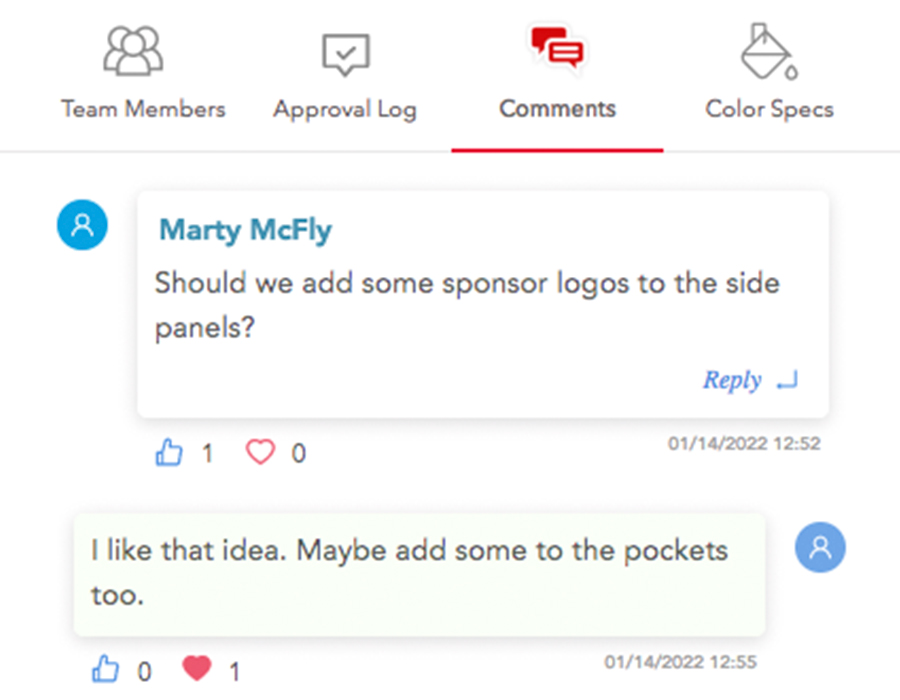 Team Members Approval Log Comments Color Specs
Marty McFly
Should we add some sponsor logos to the side
panels?
Reply
1 0 01/14/2022 12:52
I like that idea. Maybe add some to the pockets
too.
0 1 01/14/2022 12:55